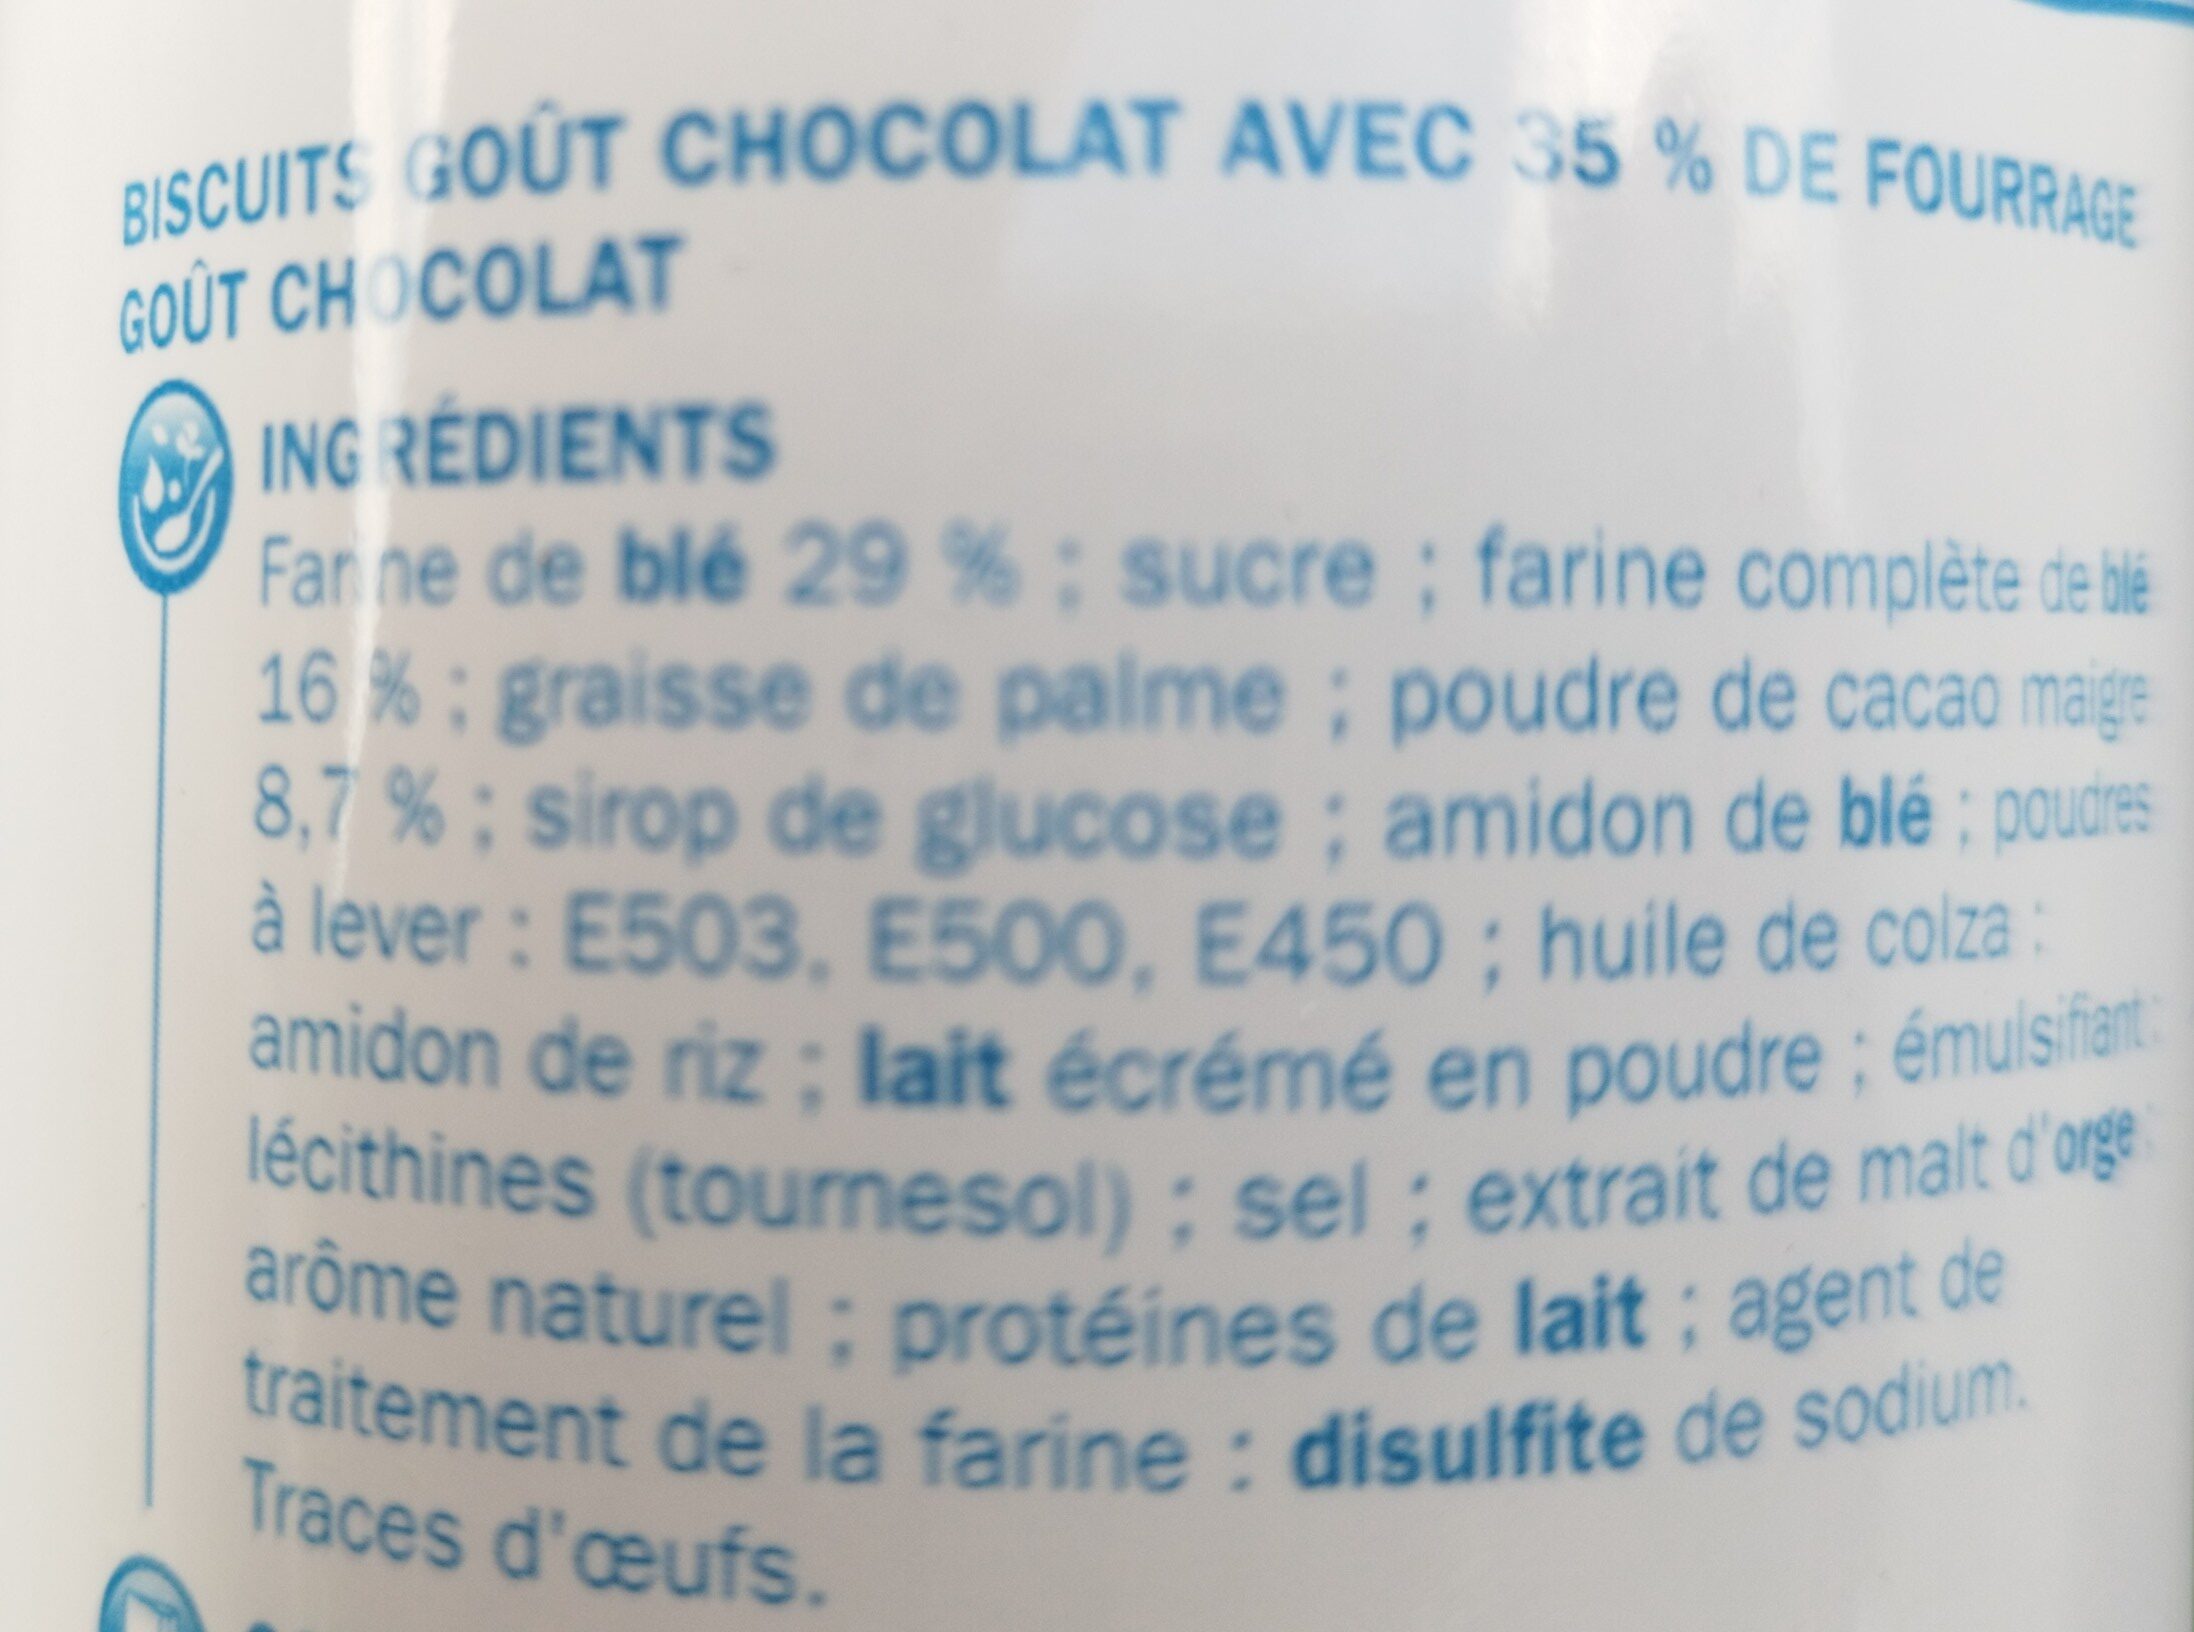 BISCUITS GOÛT CHOCOLAT AVEC 35 % DE FOURRAGE
GOÛT CHOCOLAT
INGRÉDIENTS
Farine de blé 29 % ; sucre ; farine complète de blé
16 % ; graisse de palme ; poudre de cacao maigre
8,7 % ; sirop de glucose ; amidon de blé ; poudres
à lever : E503, E500, E450 ; huile de colza ;
amidon de riz ; lait écrémé en poudre ; émulsifiant :
lécithines (tournesol) ; sel ; extrait de malt d'orge ;
arôme naturel ; protéines de lait ; agent de
traitement de la farine : disulfite de sodium.
Traces d'œufs.